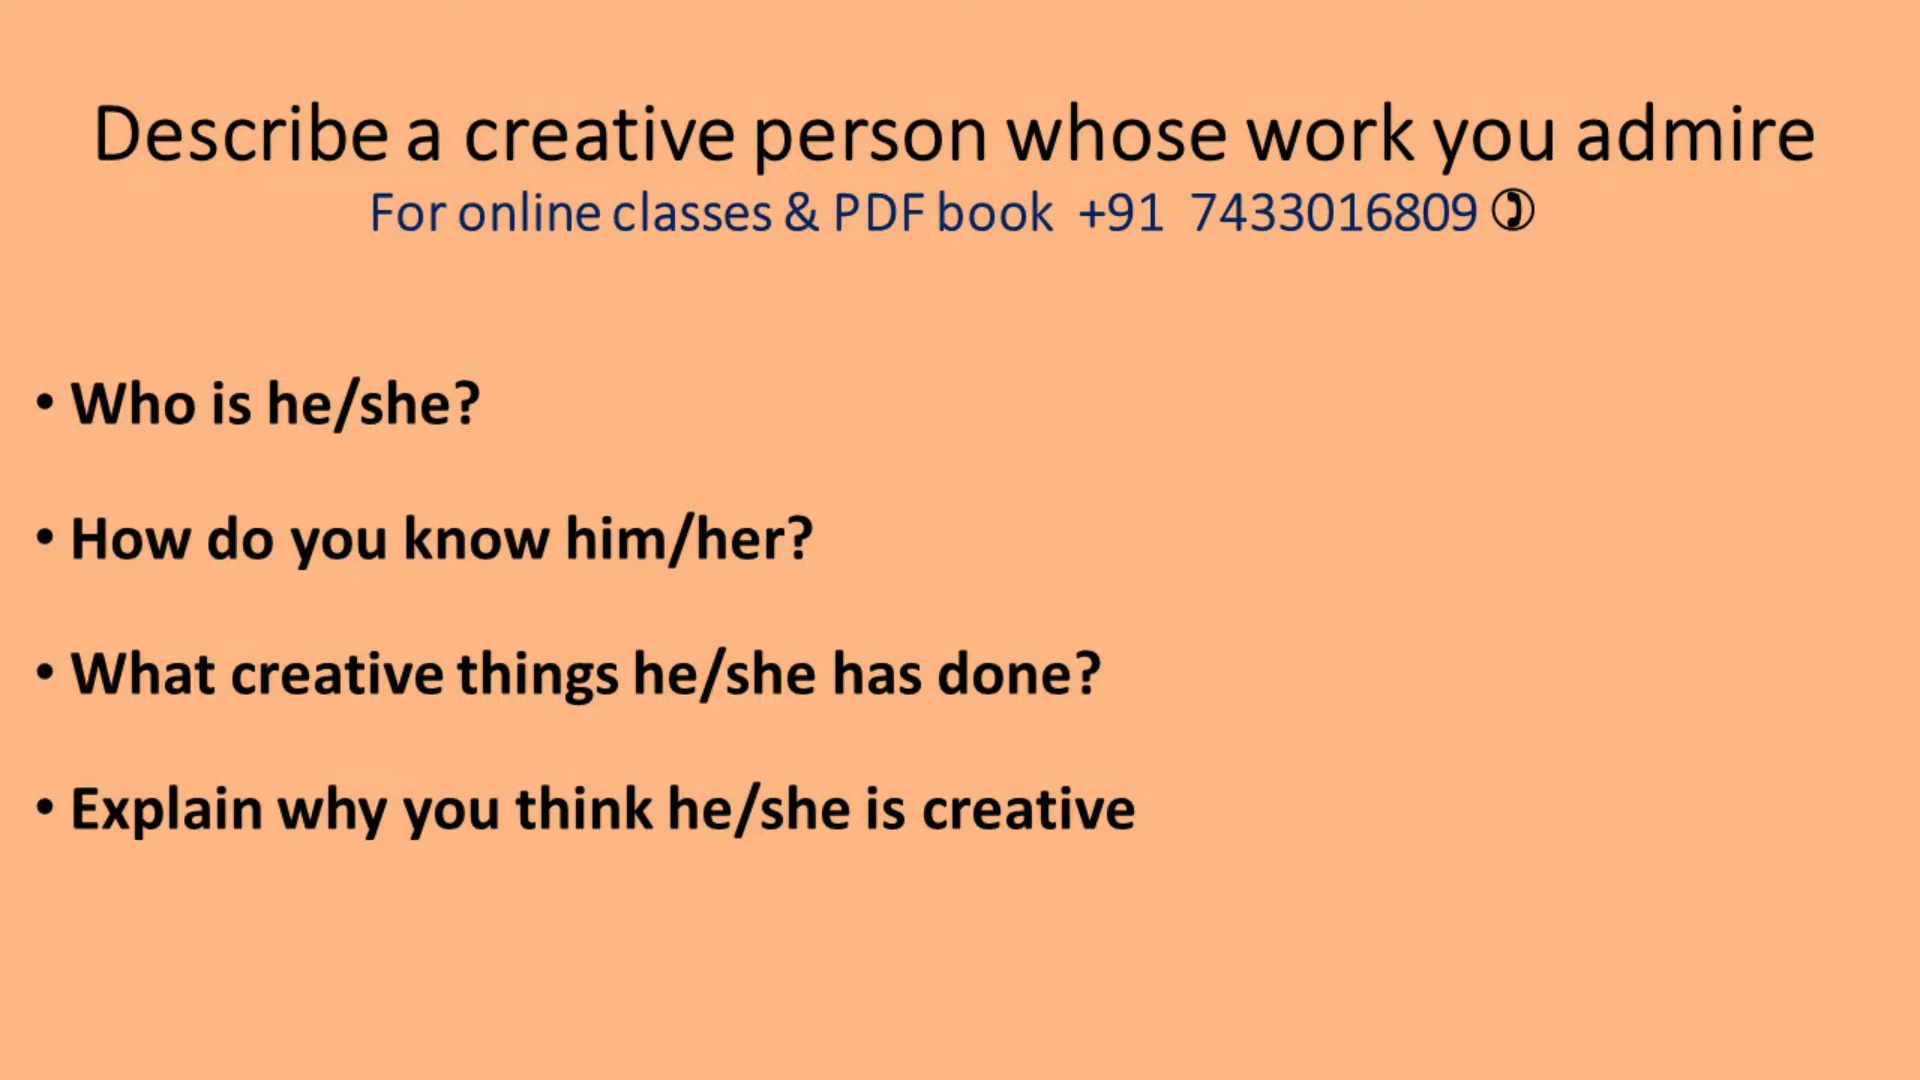 Describe a creative person whose work you admire
For online classes & PDF book +91 7433016809 ✆
• Who is he/she?
• How do you know him/her?
• What creative things he/she has done?
• Explain why you think he/she is creative